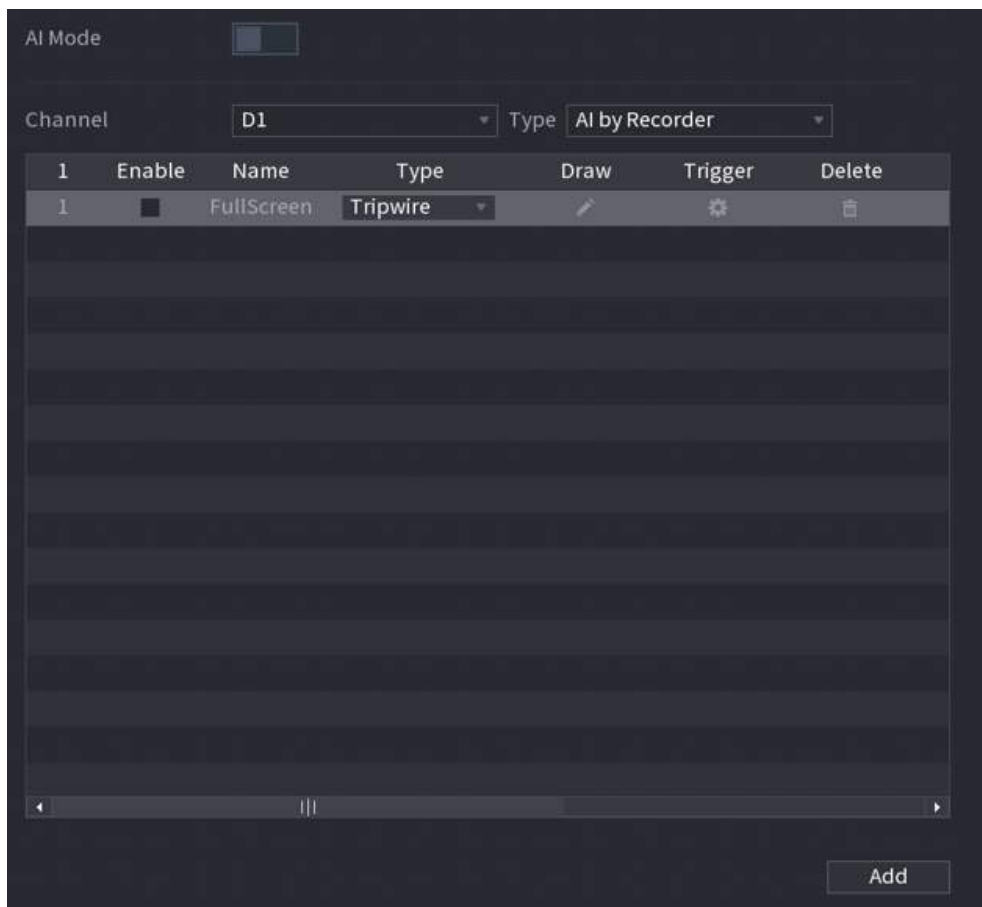 AI Mode
Channel D1 Type AI by Recorder
1 Enable Name Type Draw Trigger Delete
1 FullScreen Tripwire
Add